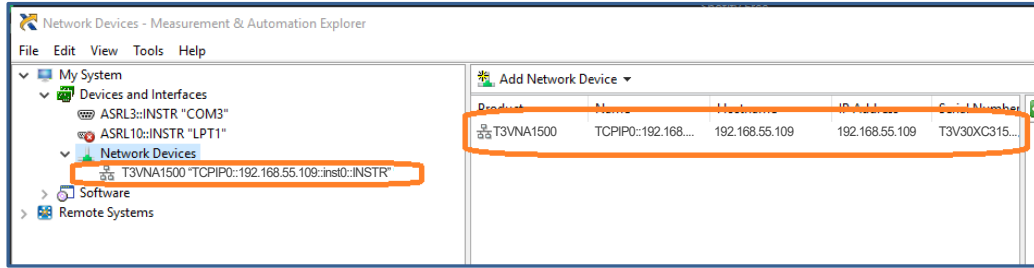 Network Devices - Measurement & Automation Explorer
File Edit View Tools Help
My System
Devices and Interfaces
ASRL3::INSTR "COM3"
ASRL10::INSTR "LPT1"
Network Devices
T3VNA1500 “TCPIP0::192.168.55.109::inst0::INSTR”
Software
Remote Systems
Add Network Device
Product Name Hostname IP Address Serial Number
T3VNA1500 TCPIP0::192.168.... 192.168.55.109 192.168.55.109 T3V30XC315...